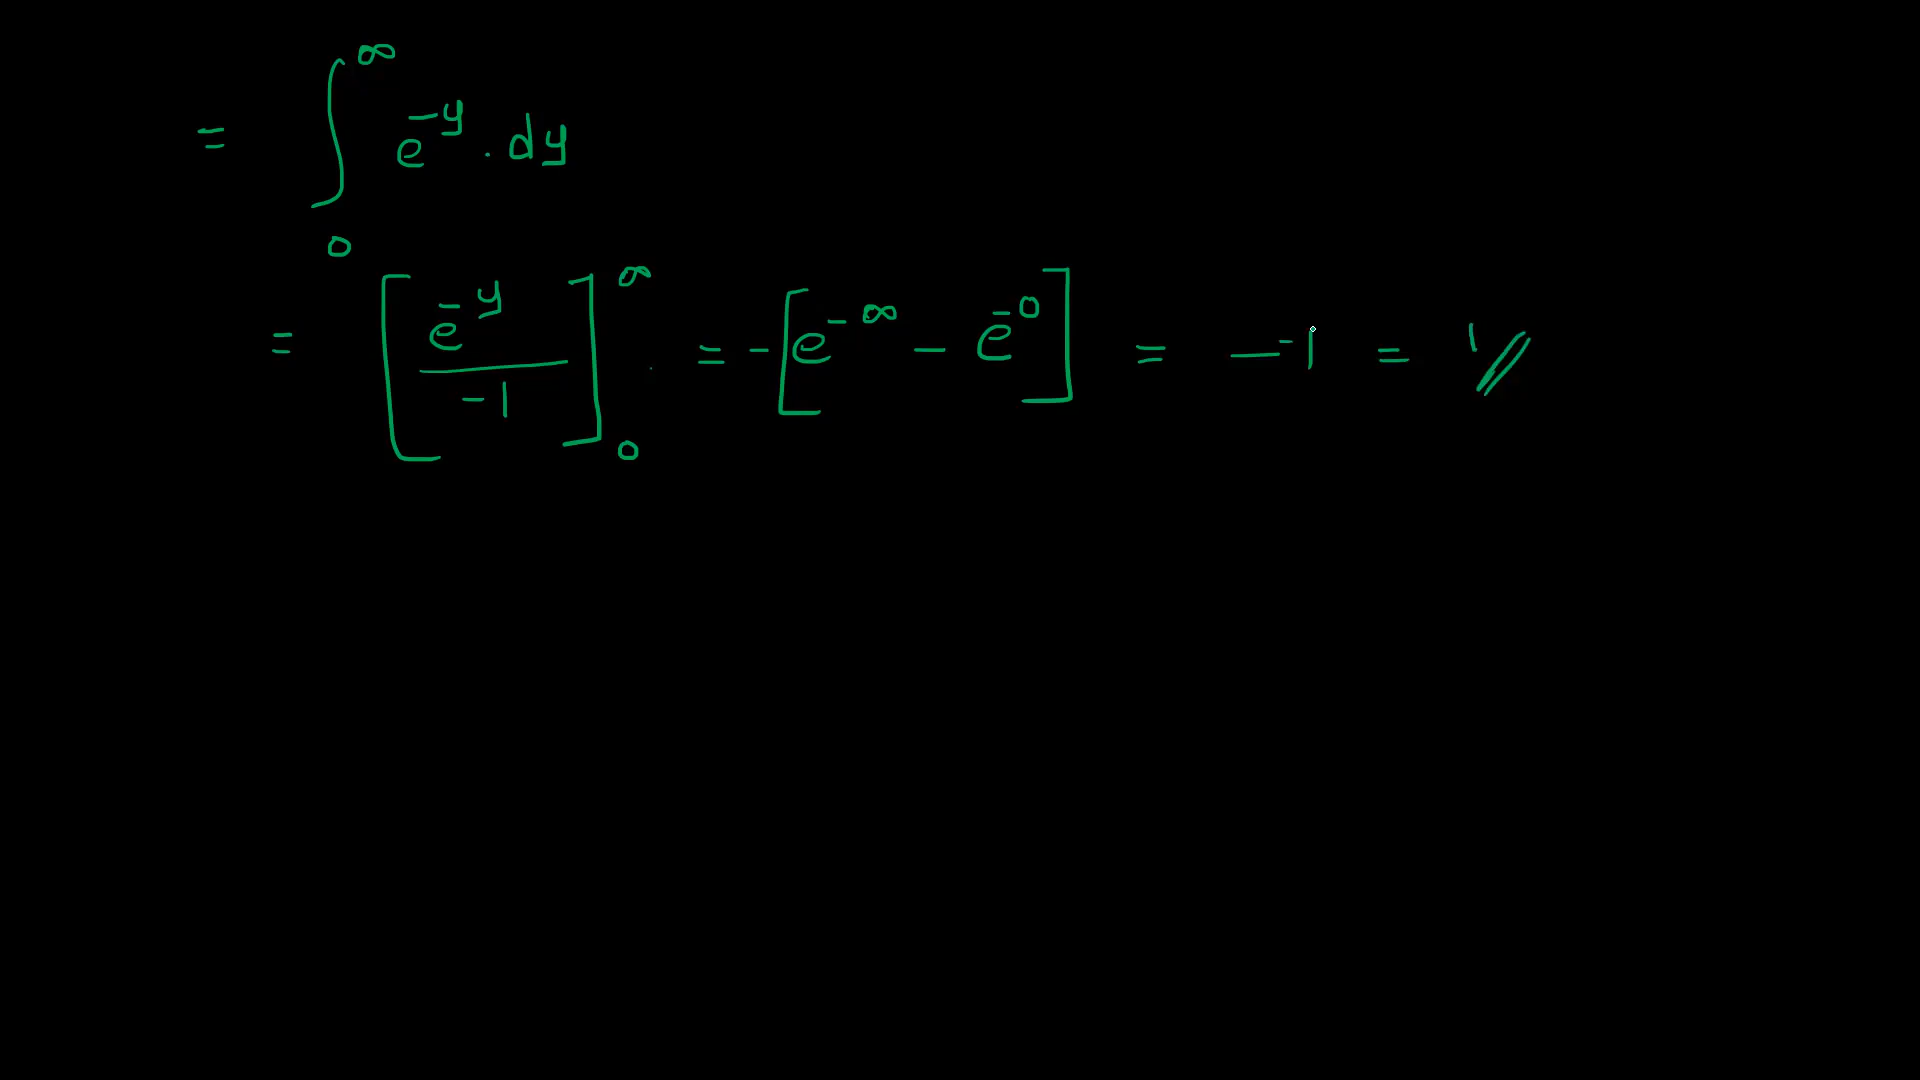 = ∫₀^∞ e^{-y} . dy
= [e^{-y} / -1]₀^∞ = -[e^{-∞} - e^{-0}] = --1 = 1//